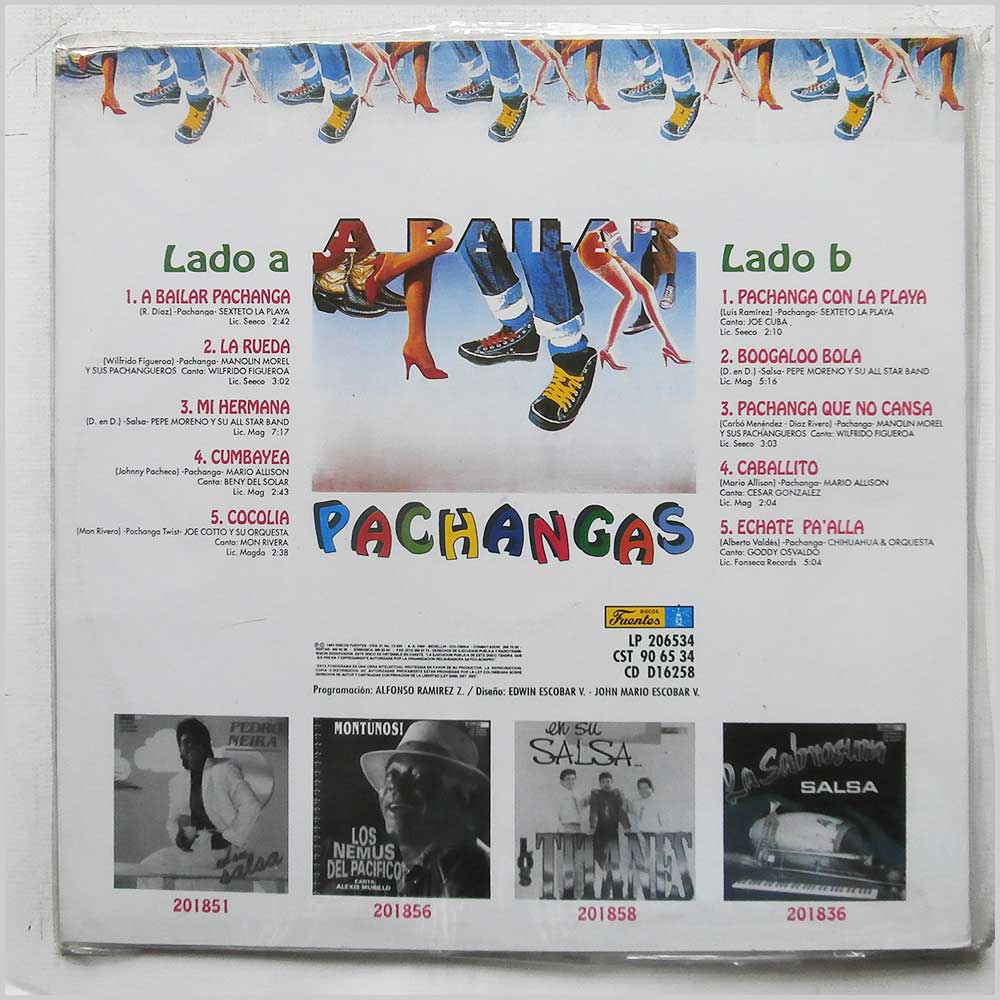 A BAILAR
PACHANGAS
Lado a
1. A BAILAR PACHANGA
(R. Díaz) -Pachanga- SEXTETO LA PLAYA
Lic. Seeco 2:42
2. LA RUEDA
(Wilfrido Figueroa) -Pachanga- MANOLIN MOREL
Y SUS PACHANGUEROS Canta: WILFRIDO FIGUEROA
Lic. Seeco 3:02
3. MI HERMANA
(D. en D.) -Salsa- PEPE MORENO Y SU ALL STAR BAND
Lic. Mag 7:17
4. CUMBAYEA
(Johnny Pacheco) -Pachanga- MARIO ALLISON
Canta: BENY DEL SOLAR
Lic. Mag 2:43
5. COCOLIA
(Mon Rivera) -Pachanga Twist- JOE COTTO Y SU ORQUESTA
Canta: MON RIVERA
Lic. Magda 2:38
Lado b
1. PACHANGA CON LA PLAYA
(Luis Ramírez) -Pachanga- SEXTETO LA PLAYA
Canta: JOE CUBA
Lic. Seeco 2:10
2. BOOGALOO BOLA
(D. en D.) -Salsa- PEPE MORENO Y SU ALL STAR BAND
Lic. Mag 5:16
3. PACHANGA QUE NO CANSA
(Carbó Menéndez - Díaz Rivero) -Pachanga- MANOLIN MOREL
Y SUS PACHANGUEROS Canta: WILFRIDO FIGUEROA
Lic. Seeco 3:03
4. CABALLITO
(Mario Allison) -Pachanga- MARIO ALLISON
Canta: CESAR GONZALEZ
Lic. Mag 2:04
5. ECHATE PA'ALLA
(Alberto Valdés) -Pachanga- CHIHUAHUA & ORQUESTA
Canta: GODDY OSVALDO
Lic. Fonseca Records 5:04
DISCOS
Fuentes
LP 206534
CST 90 65 34
CD D16258
Programación: ALFONSO RAMIREZ Z. / Diseño: EDWIN ESCOBAR V. - JOHN MARIO ESCOBAR V.
PEDRO
NEIRA
salsa
201851
MONTUNOS!
LOS
NEMUS
DEL PACIFICO
CANTA:
ALEXIS MURILLO
201856
en su
SALSA...
TITANES
201858
La Sabrosura
SALSA
201836